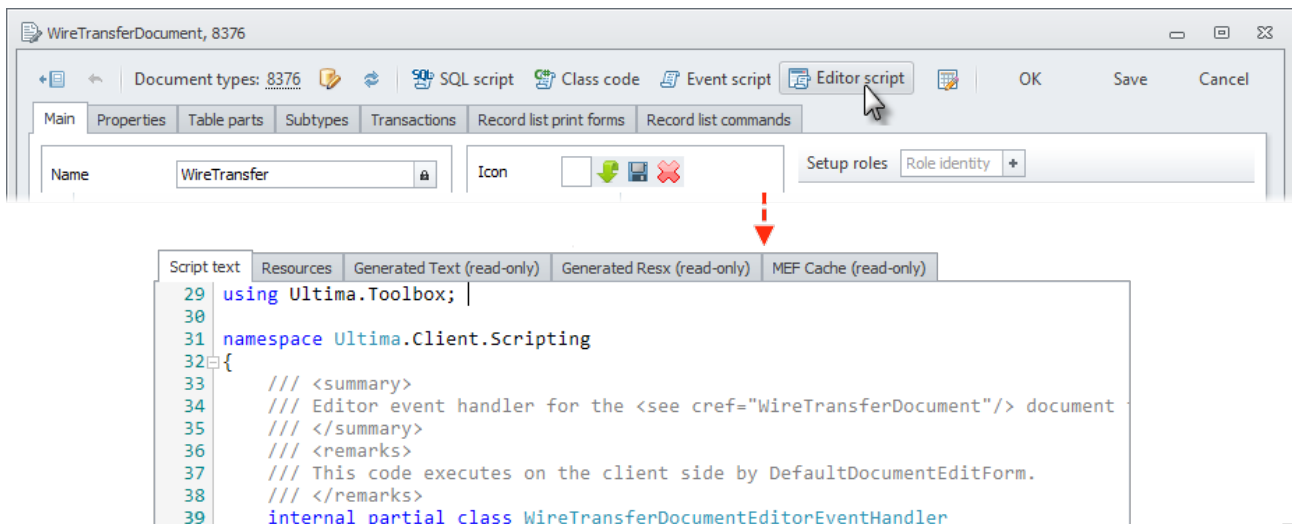 WireTransferDocument, 8376
Document types: 8376 SQL script Class code Event script Editor script OK Save Cancel
Main Properties Table parts Subtypes Transactions Record list print forms Record list commands
Name WireTransfer Icon Setup roles Role identity +
Script text Resources Generated Text (read-only) Generated Resx (read-only) MEF Cache (read-only)
29 using Ultima.Toolbox;
30
31 namespace Ultima.Client.Scripting
32 {
33 /// <summary>
34 /// Editor event handler for the <see cref="WireTransferDocument"/> document
35 /// </summary>
36 /// <remarks>
37 /// This code executes on the client side by DefaultDocumentEditForm.
38 /// </remarks>
39 internal partial class WireTransferDocumentEditorEventHandler